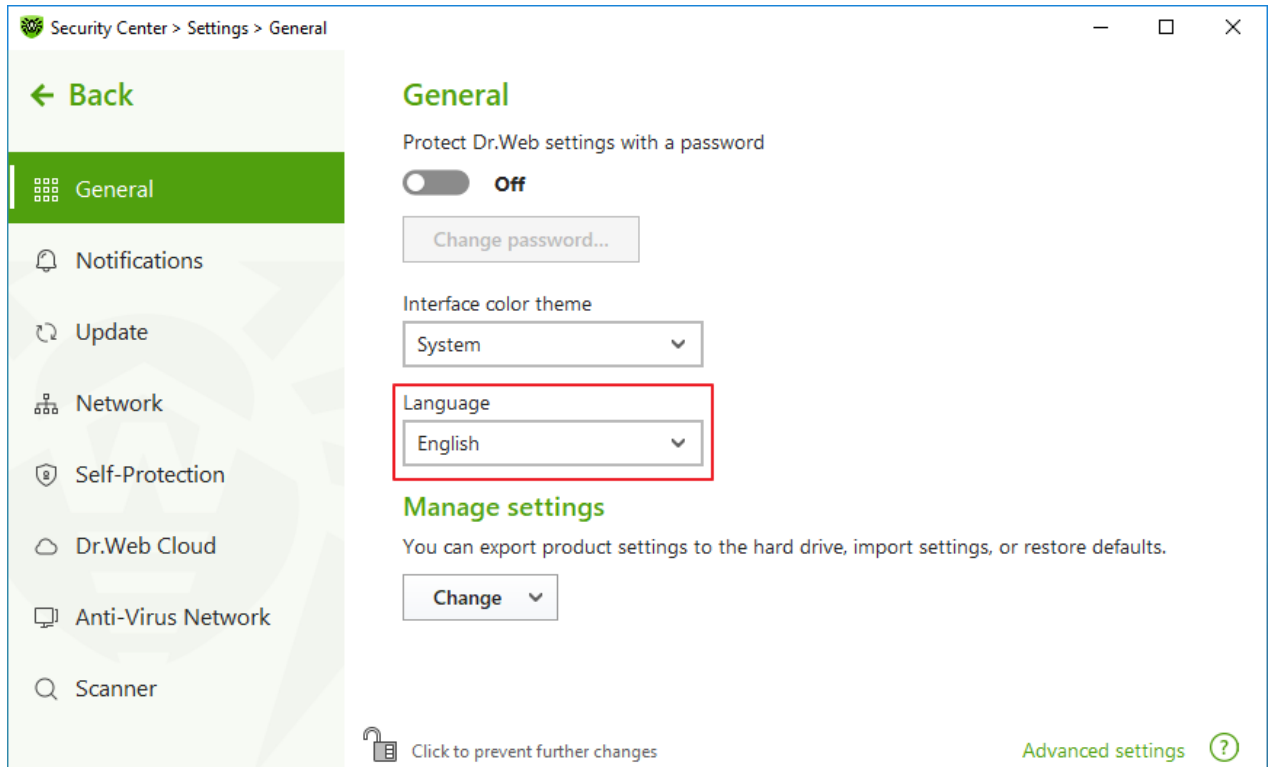 Security Center > Settings > General
Back
General
Notifications
Update
Network
Self-Protection
Dr.Web Cloud
Anti-Virus Network
Scanner
General
Protect Dr.Web settings with a password
Off
Change password...
Interface color theme
System
Language
English
Manage settings
You can export product settings to the hard drive, import settings, or restore defaults.
Change
Click to prevent further changes
Advanced settings
?